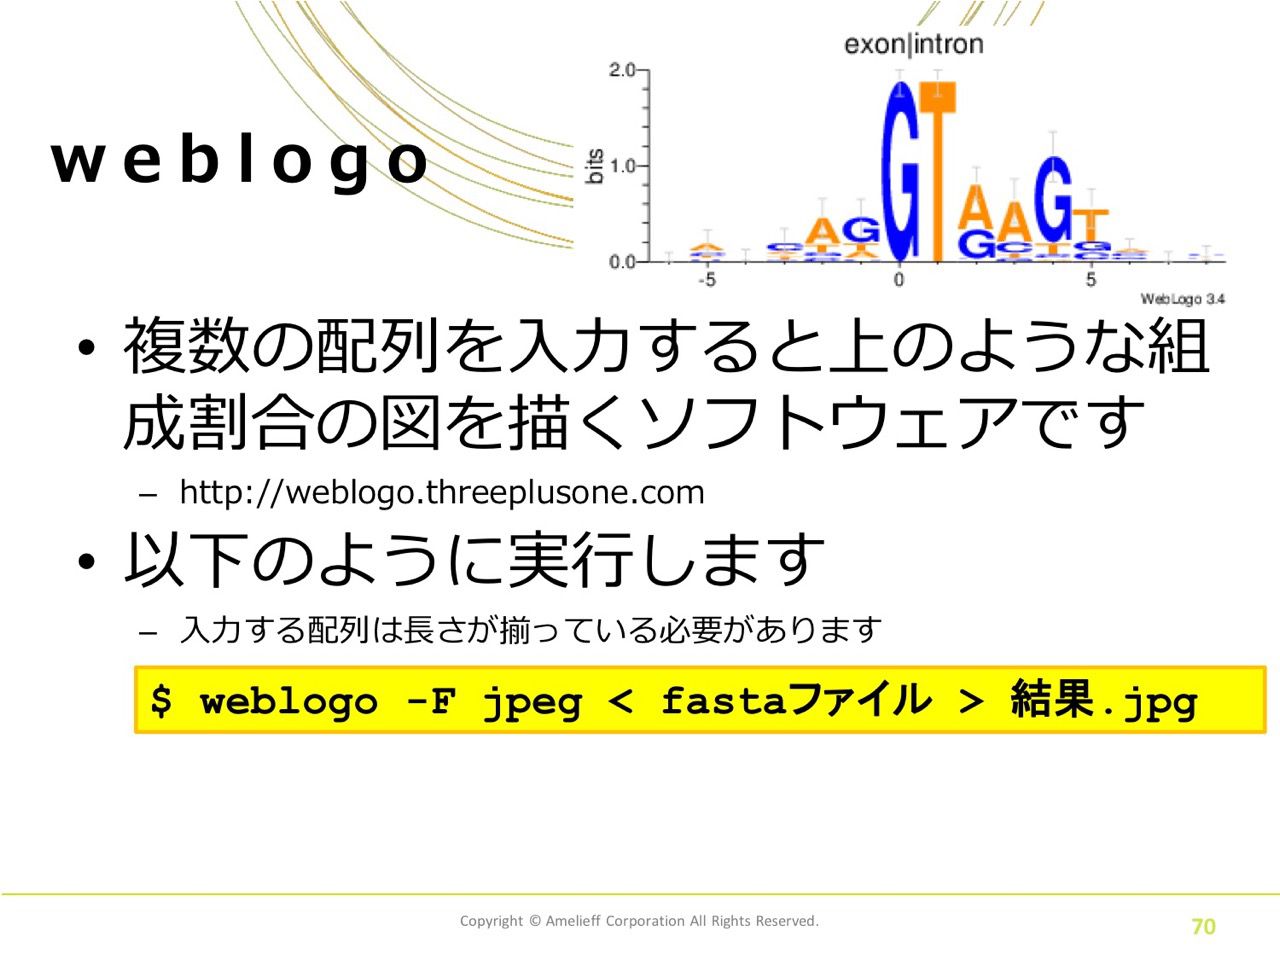 exon|intron
2.0
bits
1.0
0.0
-5
0
5
WebLogo 3.4
weblogo
• 複数の配列を入力すると上のような組
成割合の図を描くソフトウェアです
– http://weblogo.threeplusone.com
• 以下のように実行します
– 入力する配列は長さが揃っている必要があります
$ weblogo -F jpeg < fastaファイル > 結果.jpg
Copyright © Amelieff Corporation All Rights Reserved.
70